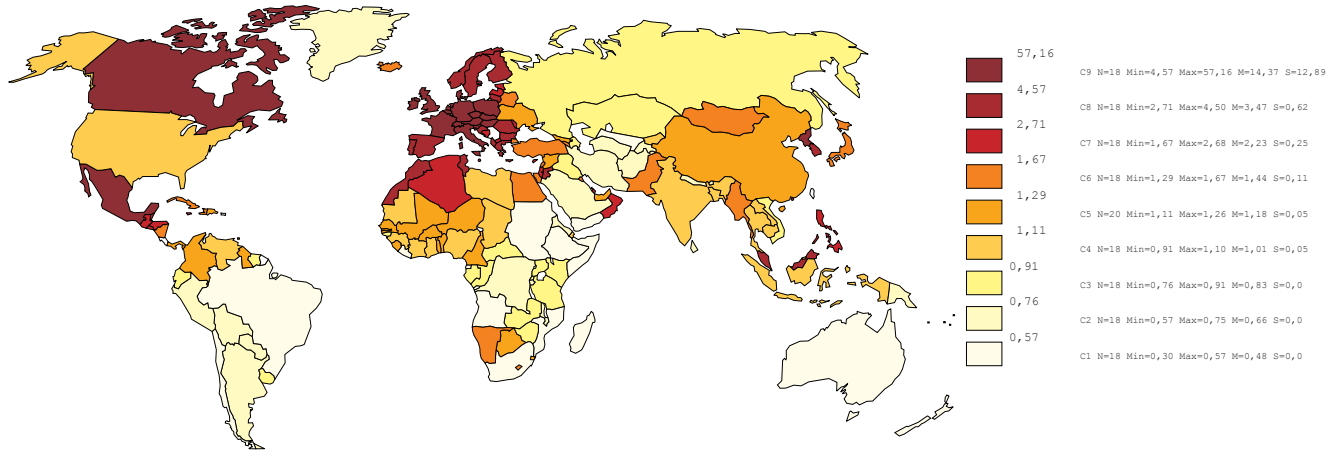 57,16
C9 N=18 Min=4,57 Max=57,16 M=14,37 S=12,89
4,57
C8 N=18 Min=2,71 Max=4,50 M=3,47 S=0,62
2,71
C7 N=18 Min=1,67 Max=2,68 M=2,23 S=0,25
1,67
C6 N=18 Min=1,29 Max=1,67 M=1,44 S=0,11
1,29
C5 N=20 Min=1,11 Max=1,26 M=1,18 S=0,05
1,11
C4 N=18 Min=0,91 Max=1,10 M=1,01 S=0,05
0,91
C3 N=18 Min=0,76 Max=0,91 M=0,83 S=0,0
0,76
C2 N=18 Min=0,57 Max=0,75 M=0,66 S=0,0
0,57
C1 N=18 Min=0,30 Max=0,57 M=0,48 S=0,0